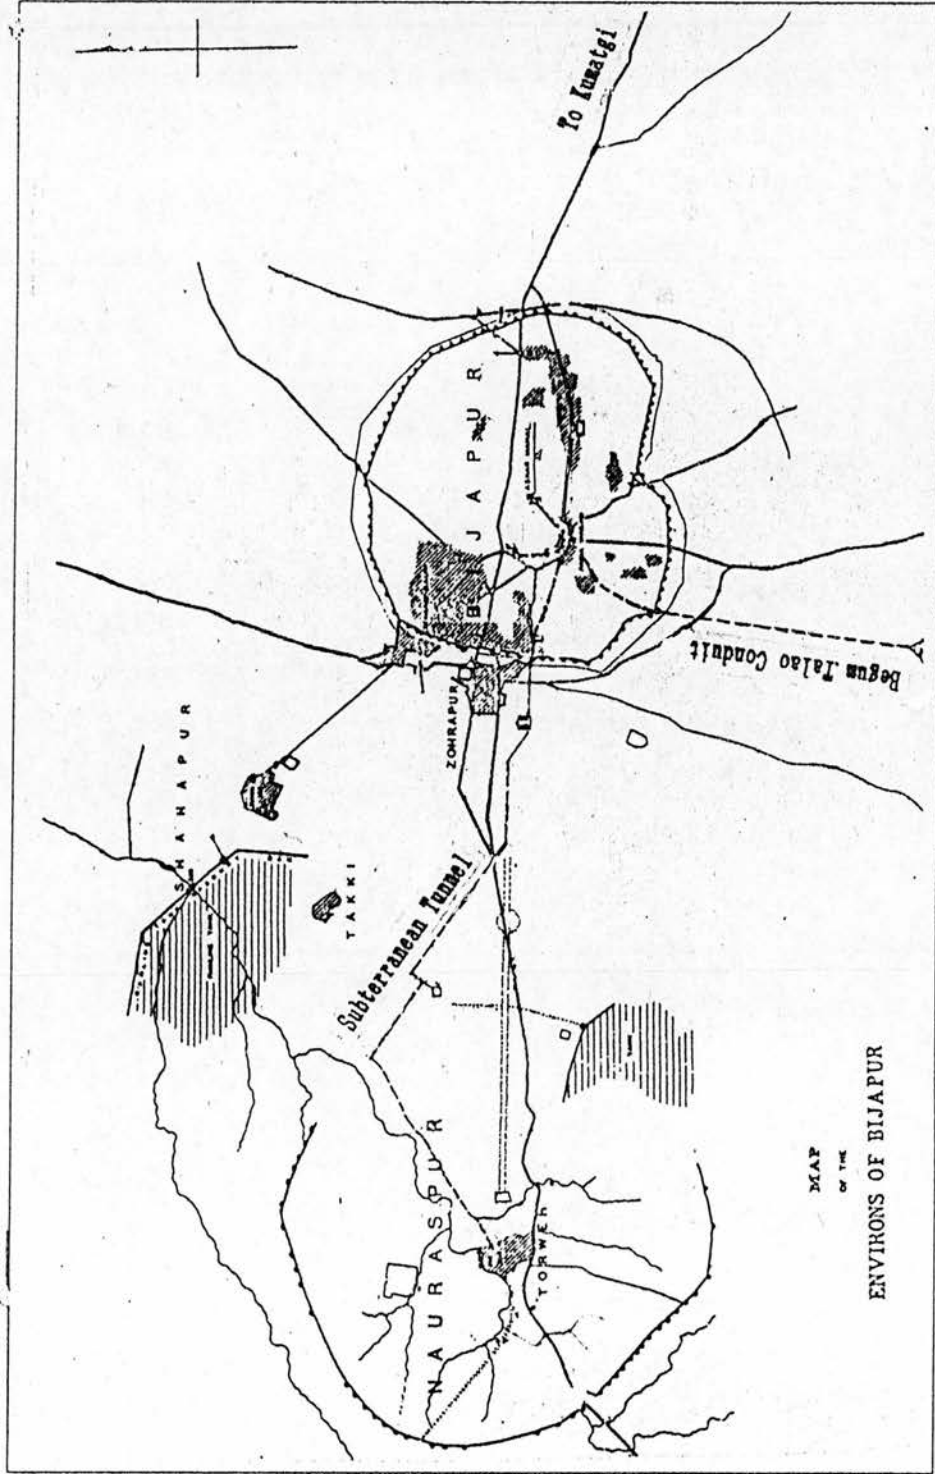 To Kumatgi
BIJAPUR
Begum Talao Conduit
ZOHRAPUR
SHAHAPUR
TAKKI
Subterranean Tunnel
NAURASPUR
TORWEH
MAP
OF THE
ENVIRONS OF BIJAPUR